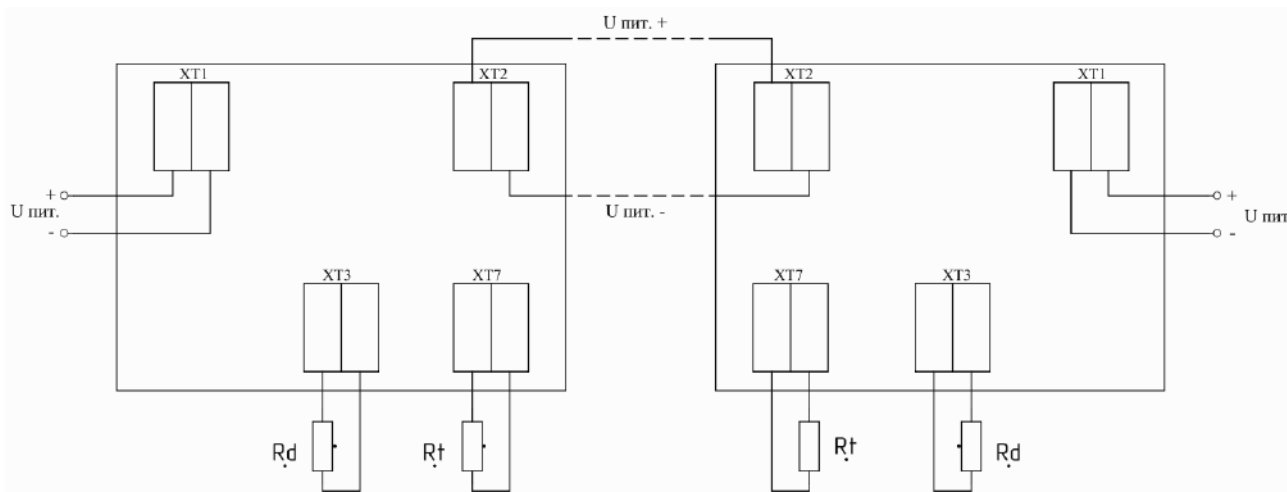 U пит. +
XT1
XT2
XT2
XT1
+
U пит.
-
U пит. -
+
U пит
-
XT3
XT7
XT7
XT3
Rd
Rt
Rt
Rd